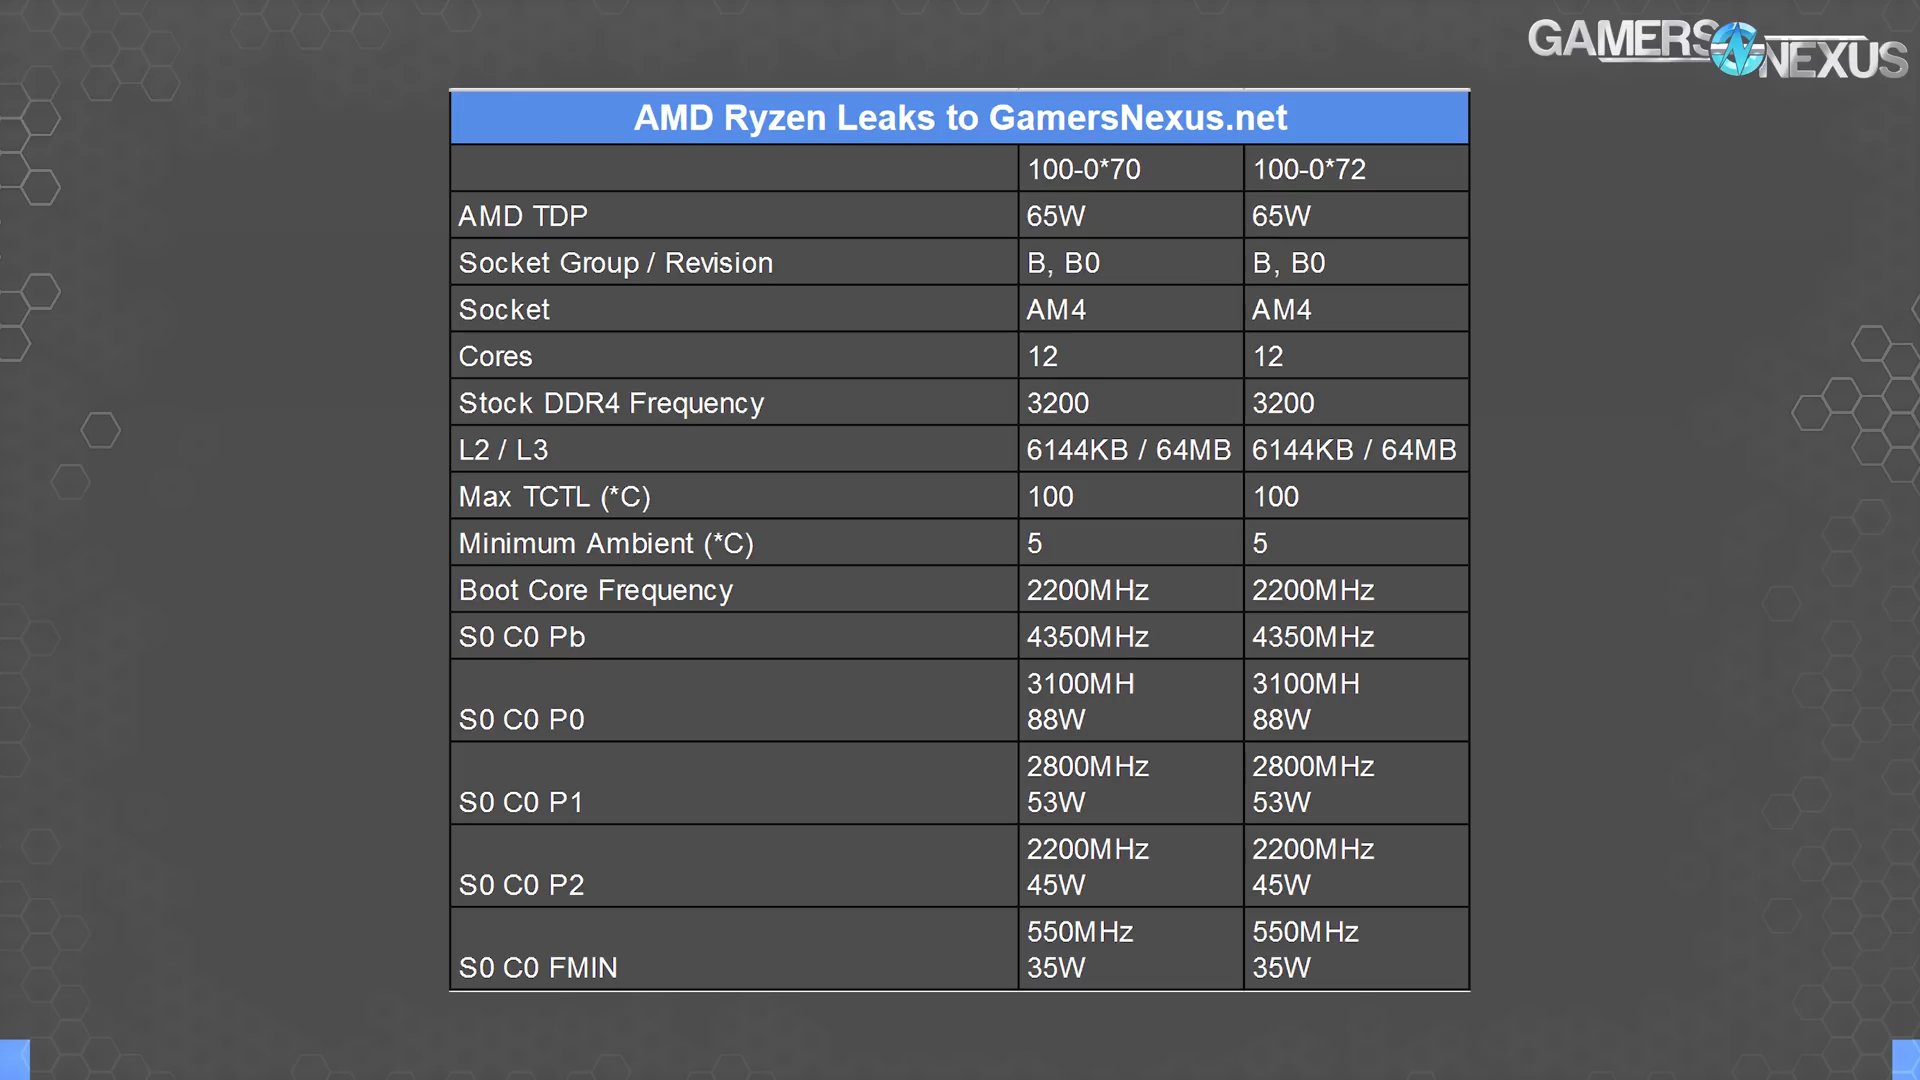 GAMERS NEXUS
AMD Ryzen Leaks to GamersNexus.net
100-0*70 100-0*72
AMD TDP 65W 65W
Socket Group / Revision B, B0 B, B0
Socket AM4 AM4
Cores 12 12
Stock DDR4 Frequency 3200 3200
L2 / L3 6144KB / 64MB 6144KB / 64MB
Max TCTL (*C) 100 100
Minimum Ambient (*C) 5 5
Boot Core Frequency 2200MHz 2200MHz
S0 C0 Pb 4350MHz 4350MHz
3100MH 3100MH
S0 C0 P0 88W 88W
2800MHz 2800MHz
S0 C0 P1 53W 53W
2200MHz 2200MHz
S0 C0 P2 45W 45W
550MHz 550MHz
S0 C0 FMIN 35W 35W